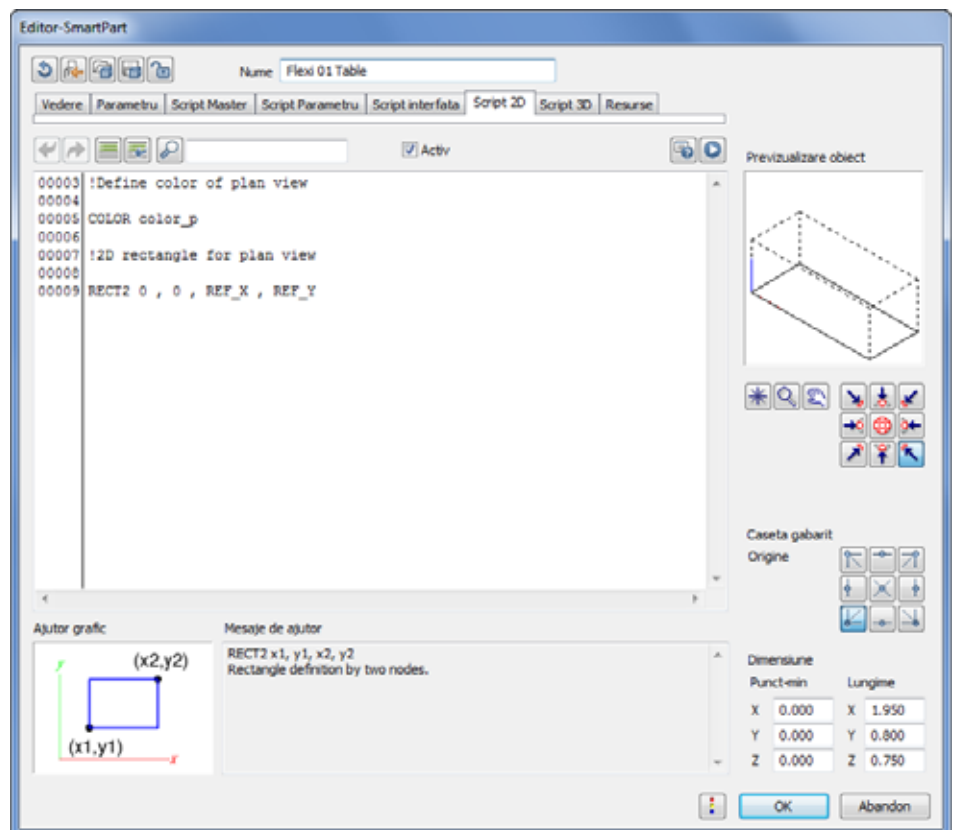 Editor-SmartPart
Nume Flexi 01 Table
Vedere Parametru Script Master Script Parametru Script interfata Script 2D Script 3D Resurse
Activ
Previzualizare obiect
00003 !Define color of plan view
00004
00005 COLOR color_p
00006
00007 !2D rectangle for plan view
00008
00009 RECT2 0 , 0 , REF_X , REF_Y
Caseta gabarit
Origine
Ajutor grafic
Mesaje de ajutor
y
(x2,y2)
(x1,y1)
x
RECT2 x1, y1, x2, y2
Rectangle definition by two nodes.
Dimensiune
Punct-min Lungime
X 0.000 X 1.950
Y 0.000 Y 0.800
Z 0.000 Z 0.750
OK Abandon